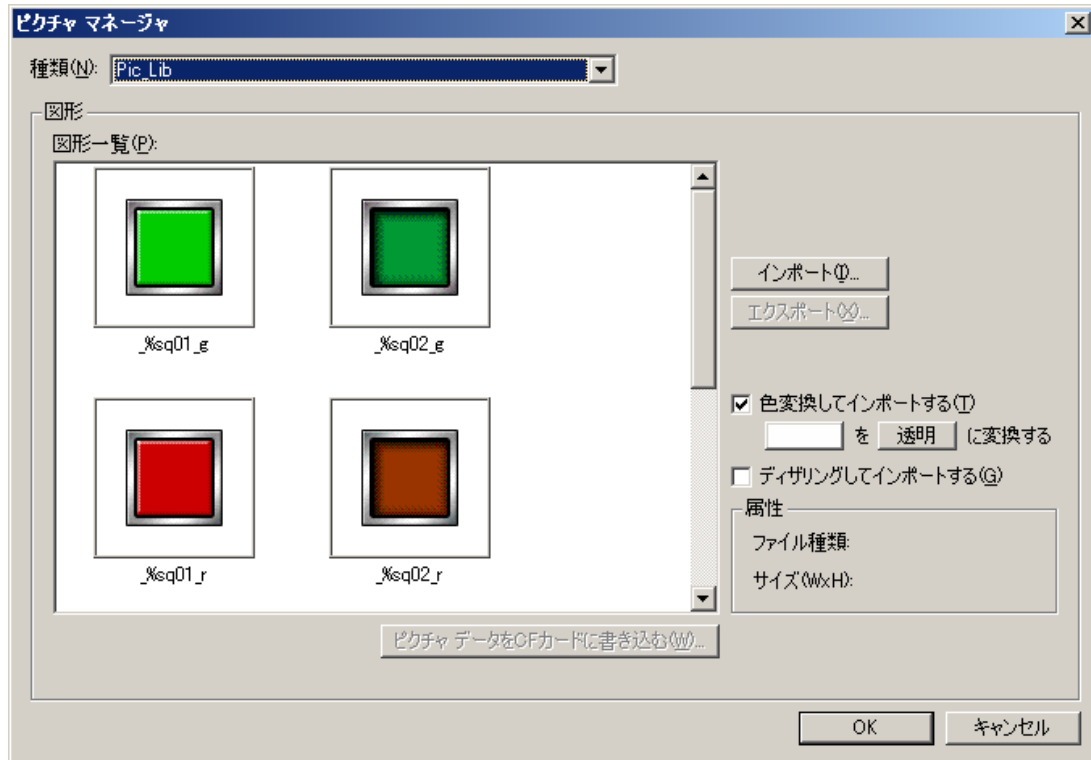 ピクチャ マネージャ
種類(N): Pic_Lib
図形
図形一覧(P):
_%sq01_g
_%sq02_g
_%sq01_r
_%sq02_r
インポート(I)...
エクスポート(X)...
色変換してインポートする(T)
を 透明 に変換する
ディザリングしてインポートする(G)
属性
ファイル種類:
サイズ(WxH):
ピクチャ データをCFカードに書き込む(W)...
OK
キャンセル